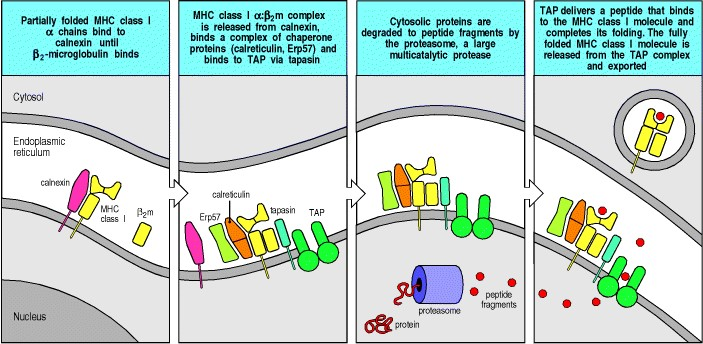 Partially folded MHC class I
α chains bind to
calnexin until
β₂-microglobulin binds
MHC class I α:β₂m complex
is released from calnexin,
binds a complex of chaperone
proteins (calreticulin, Erp57) and
binds to TAP via tapasin
Cytosolic proteins are
degraded to peptide fragments by
the proteasome, a large
multicatalytic protease
TAP delivers a peptide that binds
to the MHC class I molecule and
completes its folding. The fully
folded MHC class I molecule is
released from the TAP complex
and exported
Cytosol
Endoplasmic
reticulum
calnexin
MHC
class I
β₂m
Nucleus
calreticulin
Erp57
tapasin
TAP
proteasome
peptide
fragments
protein